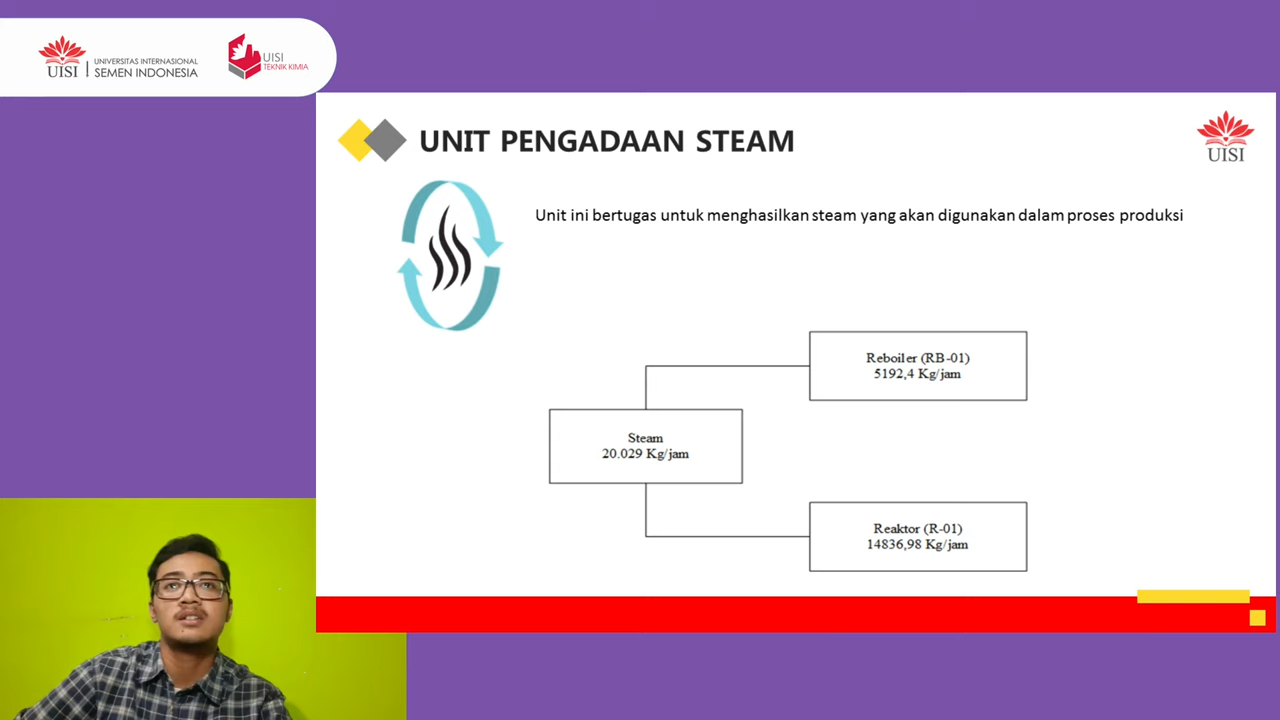 UISI
UNIVERSITAS INTERNASIONAL
SEMEN INDONESIA
UISI
TEKNIK KIMIA
UNIT PENGADAAN STEAM
UISI
Unit ini bertugas untuk menghasilkan steam yang akan digunakan dalam proses produksi
Reboiler (RB-01)
5192,4 Kg/jam
Steam
20.029 Kg/jam
Reaktor (R-01)
14836,98 Kg/jam